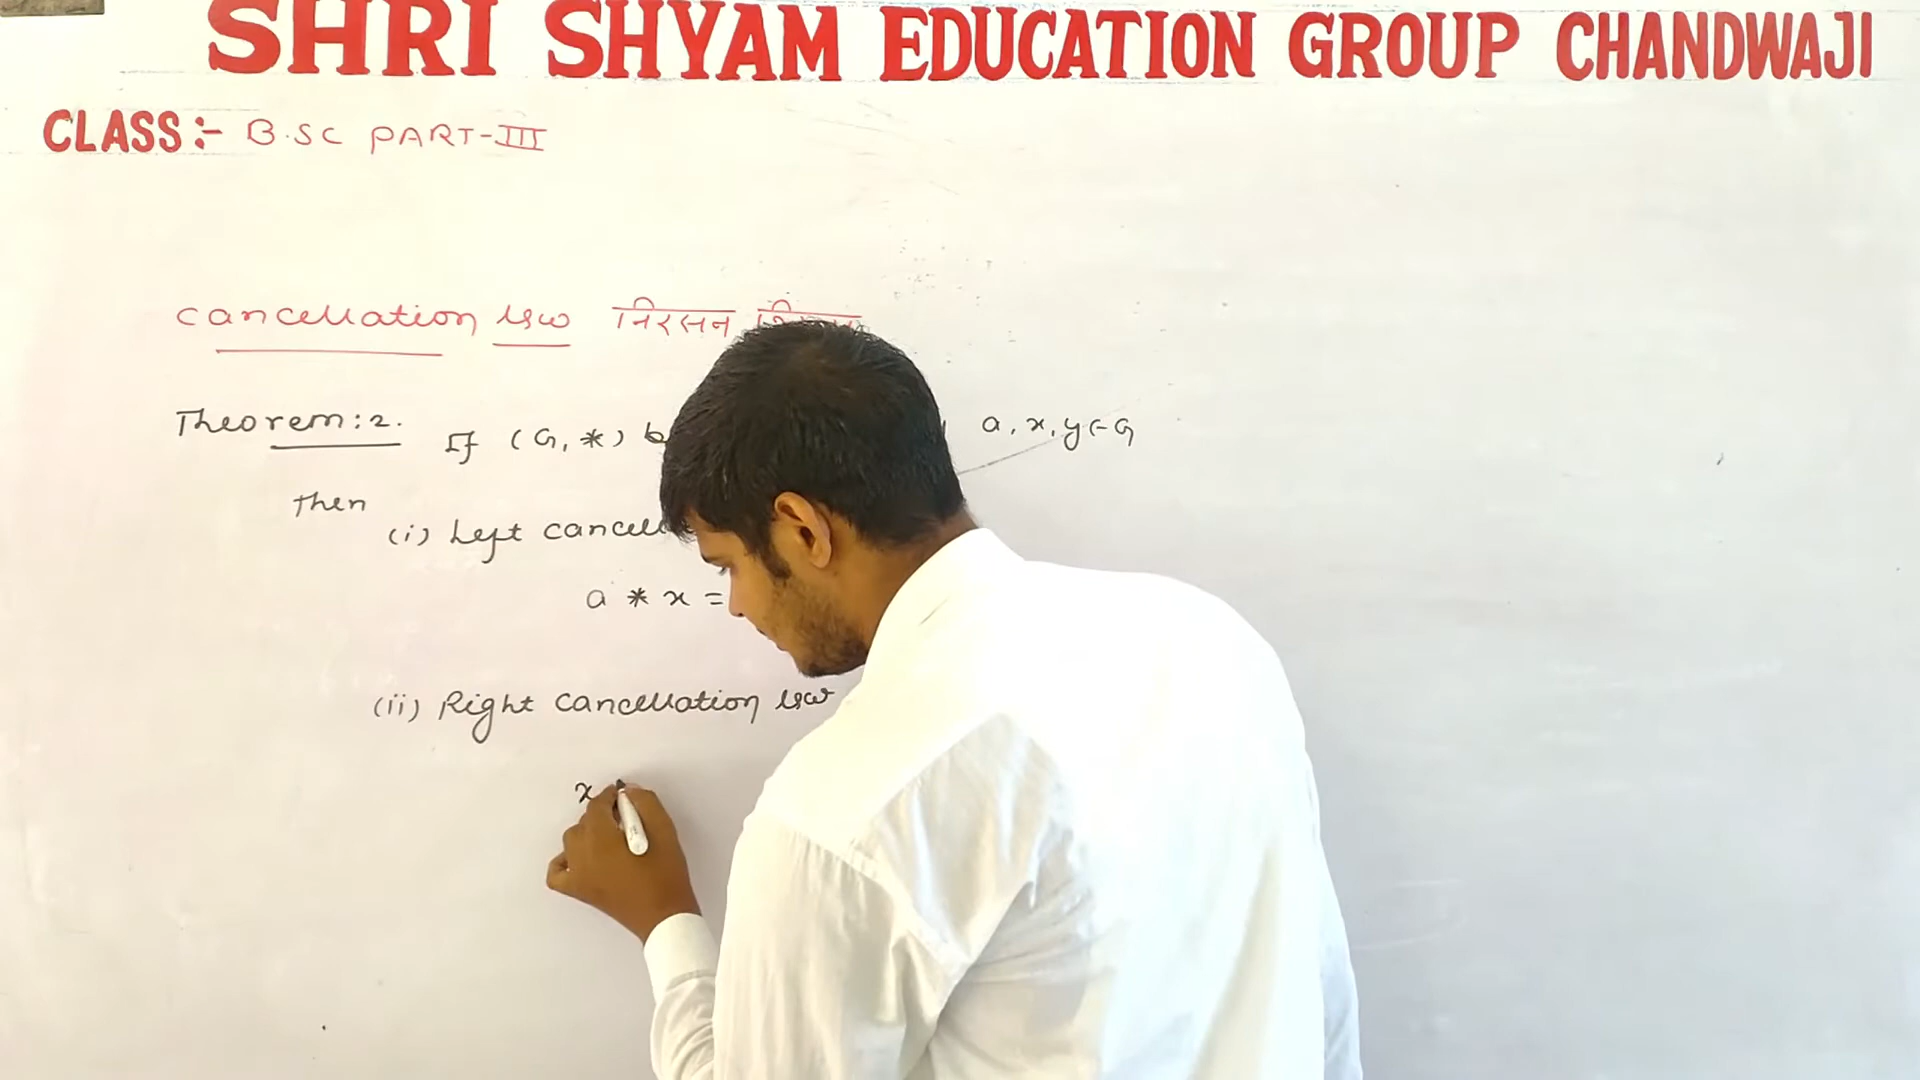 SHRI SHYAM EDUCATION GROUP CHANDWAJI
CLASS:- B.SC PART-III
cancellation law निरसन
Theorem:2. If (G, *) a, x, y ∈ G
Then
(i) Left
a * x =
(ii) Right cancellation law
x